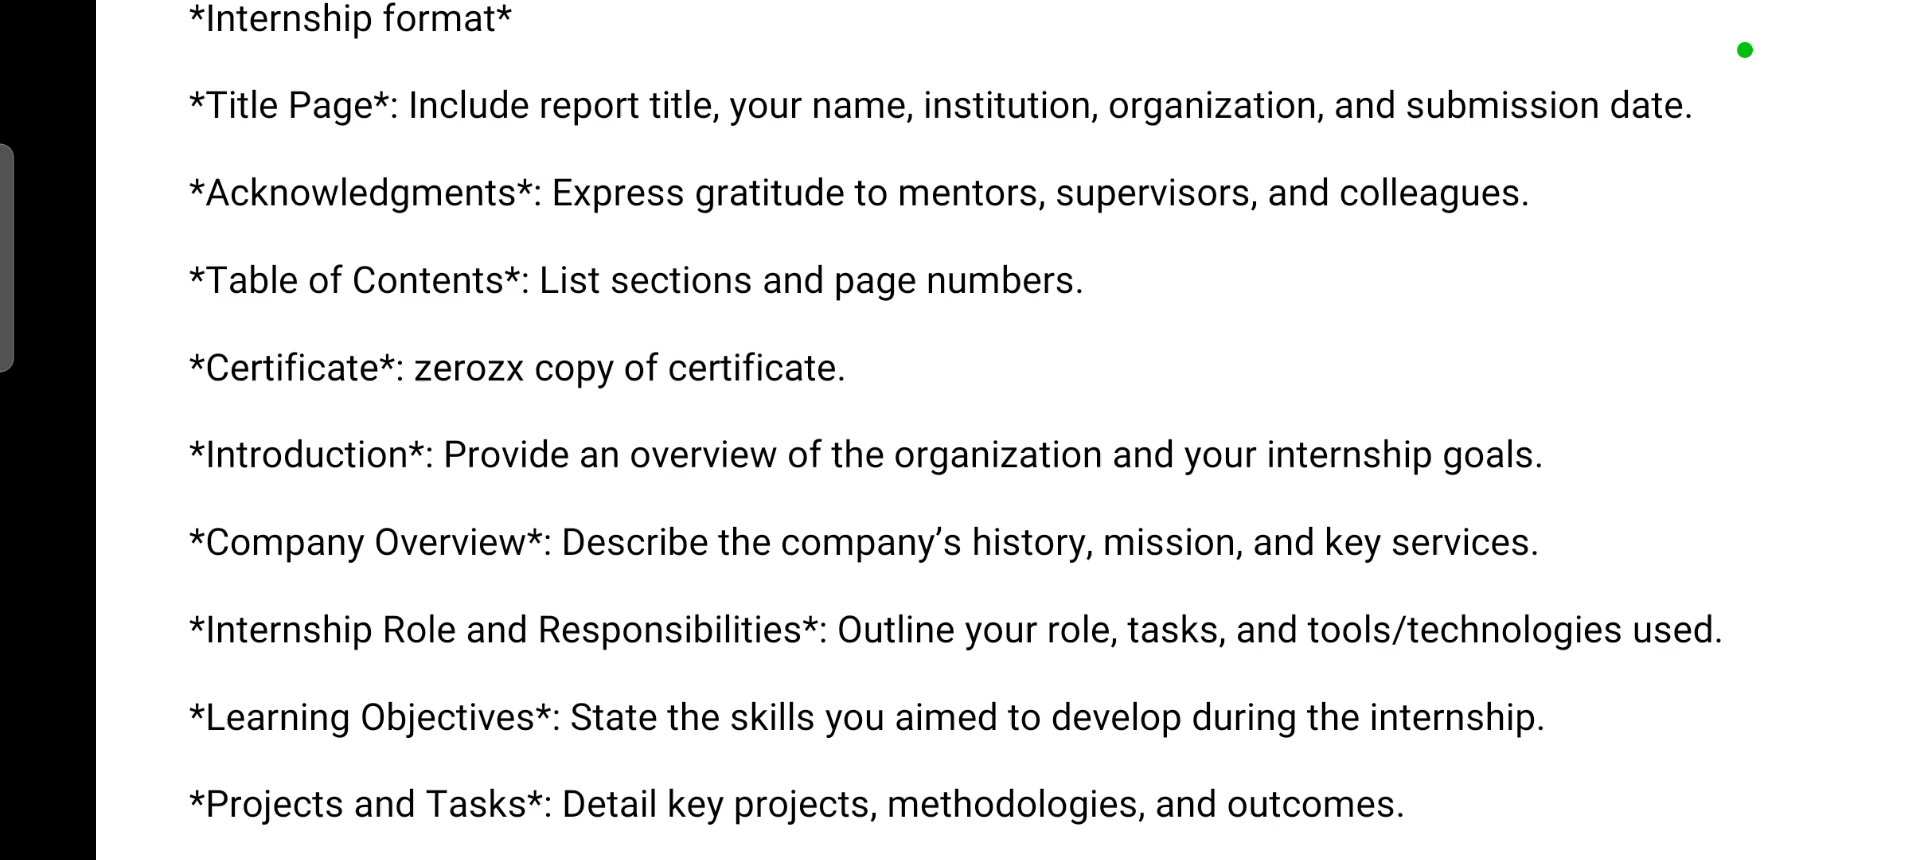 *Internship format*
*Title Page*: Include report title, your name, institution, organization, and submission date.
*Acknowledgments*: Express gratitude to mentors, supervisors, and colleagues.
*Table of Contents*: List sections and page numbers.
*Certificate*: zerozx copy of certificate.
*Introduction*: Provide an overview of the organization and your internship goals.
*Company Overview*: Describe the company’s history, mission, and key services.
*Internship Role and Responsibilities*: Outline your role, tasks, and tools/technologies used.
*Learning Objectives*: State the skills you aimed to develop during the internship.
*Projects and Tasks*: Detail key projects, methodologies, and outcomes.